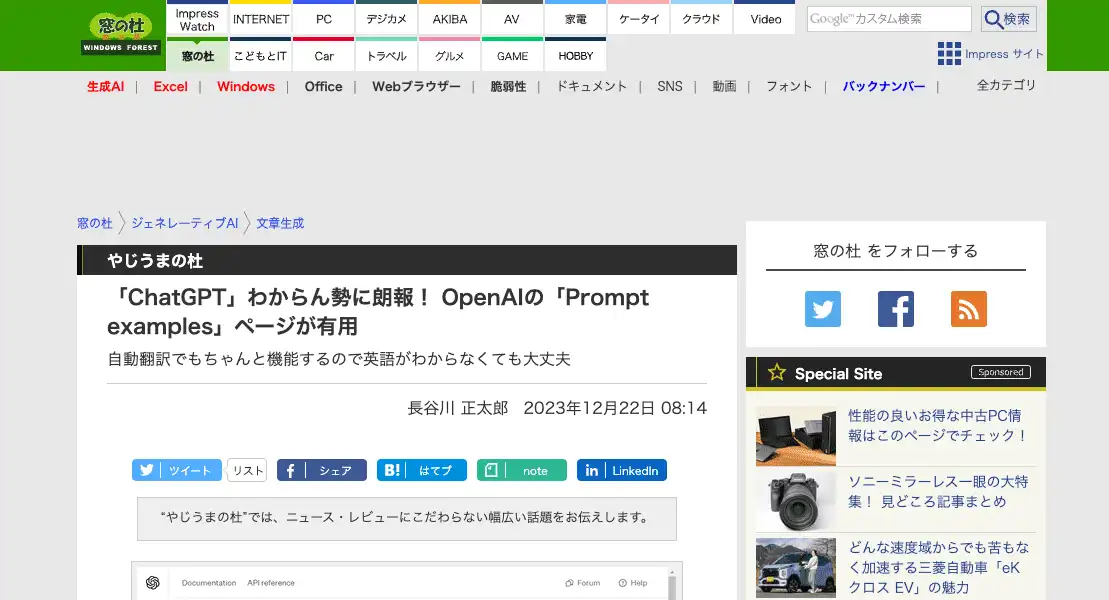 窓の杜
WINDOWS FOREST
Impress Watch
INTERNET
PC
デジカメ
AKIBA
AV
家電
ケータイ
クラウド
Video
Google™カスタム検索
検索
窓の杜
こどもとIT
Car
トラベル
グルメ
GAME
HOBBY
Impress サイト
生成AI | Excel | Windows | Office | Webブラウザー | 脆弱性 | ドキュメント | SNS | 動画 | フォント | バックナンバー | 全カテゴリ
窓の杜 〉ジェネレーティブAI 〉文章生成
やじうまの杜
「ChatGPT」わからん勢に朗報！ OpenAIの「Prompt
examples」ページが有用
自動翻訳でもちゃんと機能するので英語がわからなくても大丈夫
長谷川 正太郎 2023年12月22日 08:14
ツイート
リスト
シェア
B! はてブ
note
in LinkedIn
“やじうまの杜”では、ニュース・レビューにこだわらない幅広い話題をお伝えします。
Documentation API reference Forum Help
窓の杜 をフォローする
Special Site Sponsored
性能の良いお得な中古PC情
報はこのページでチェック！
ソニーミラーレス一眼の大特
集！ 見どころ記事まとめ
どんな速度域からでも苦もな
く加速する三菱自動車「eK
クロス EV」の魅力